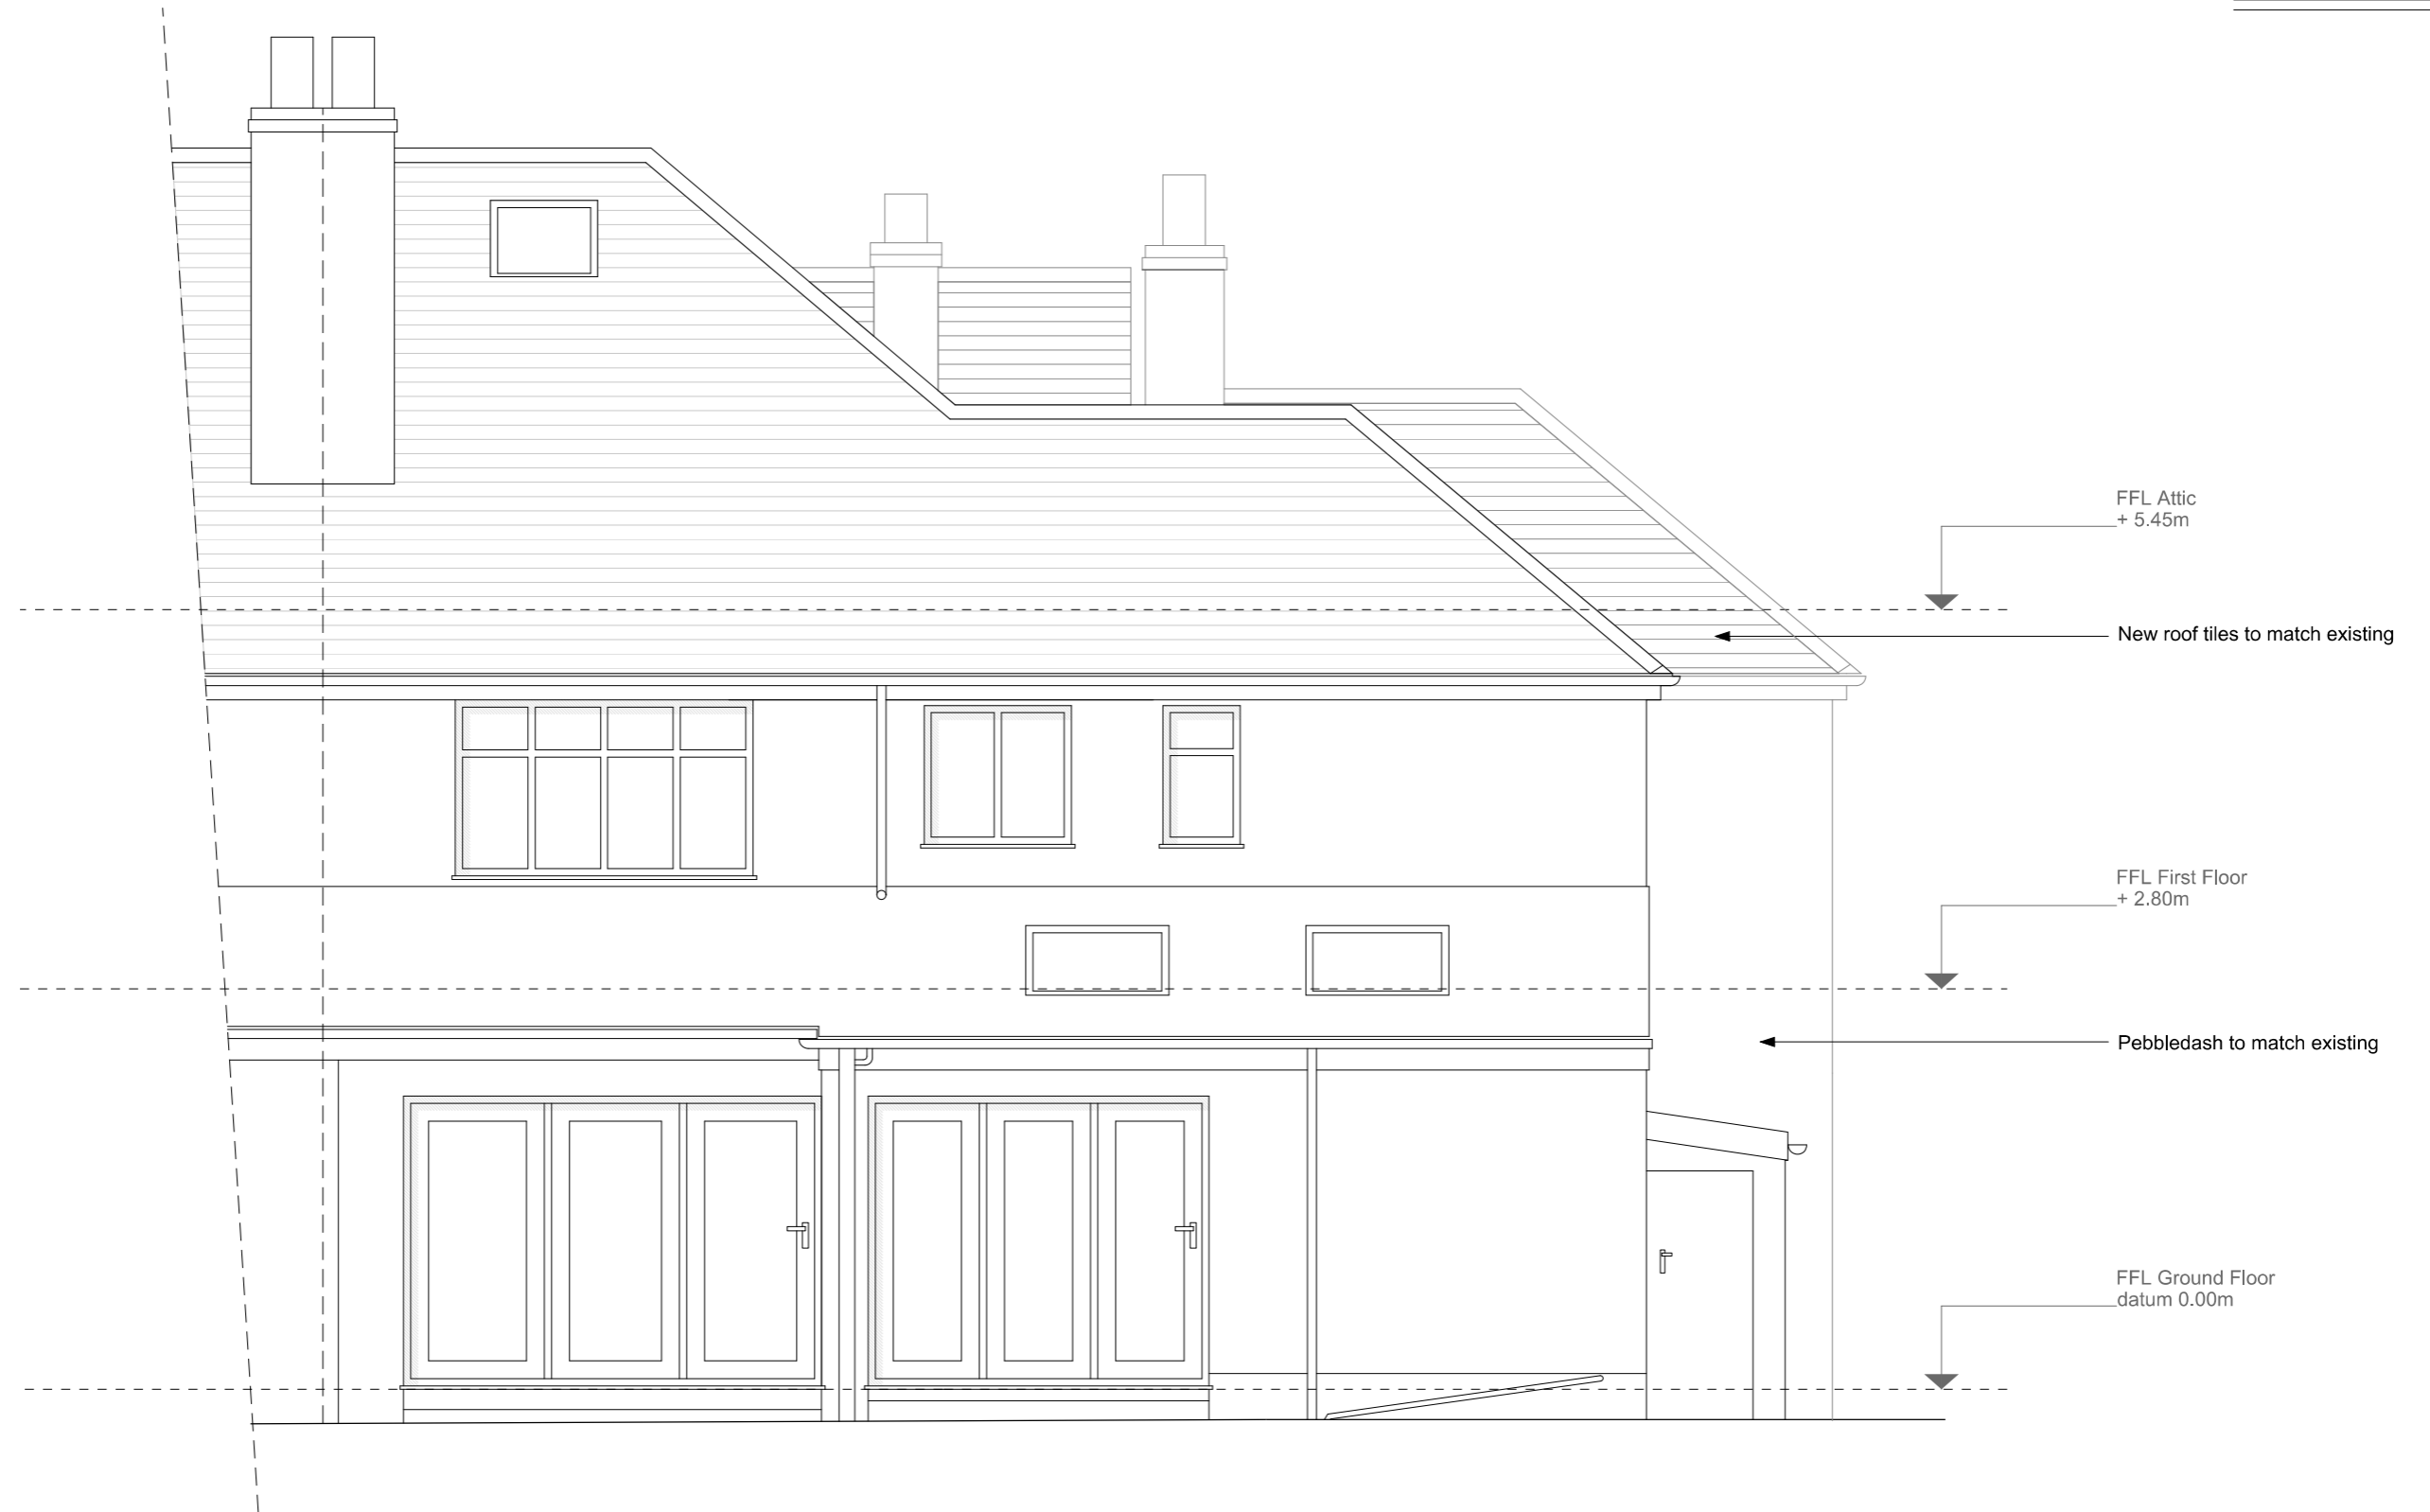 FFL Attic
+ 5.45m
New roof tiles to match existing
FFL First Floor
+ 2.80m
Pebbledash to match existing
FFL Ground Floor
datum 0.00m